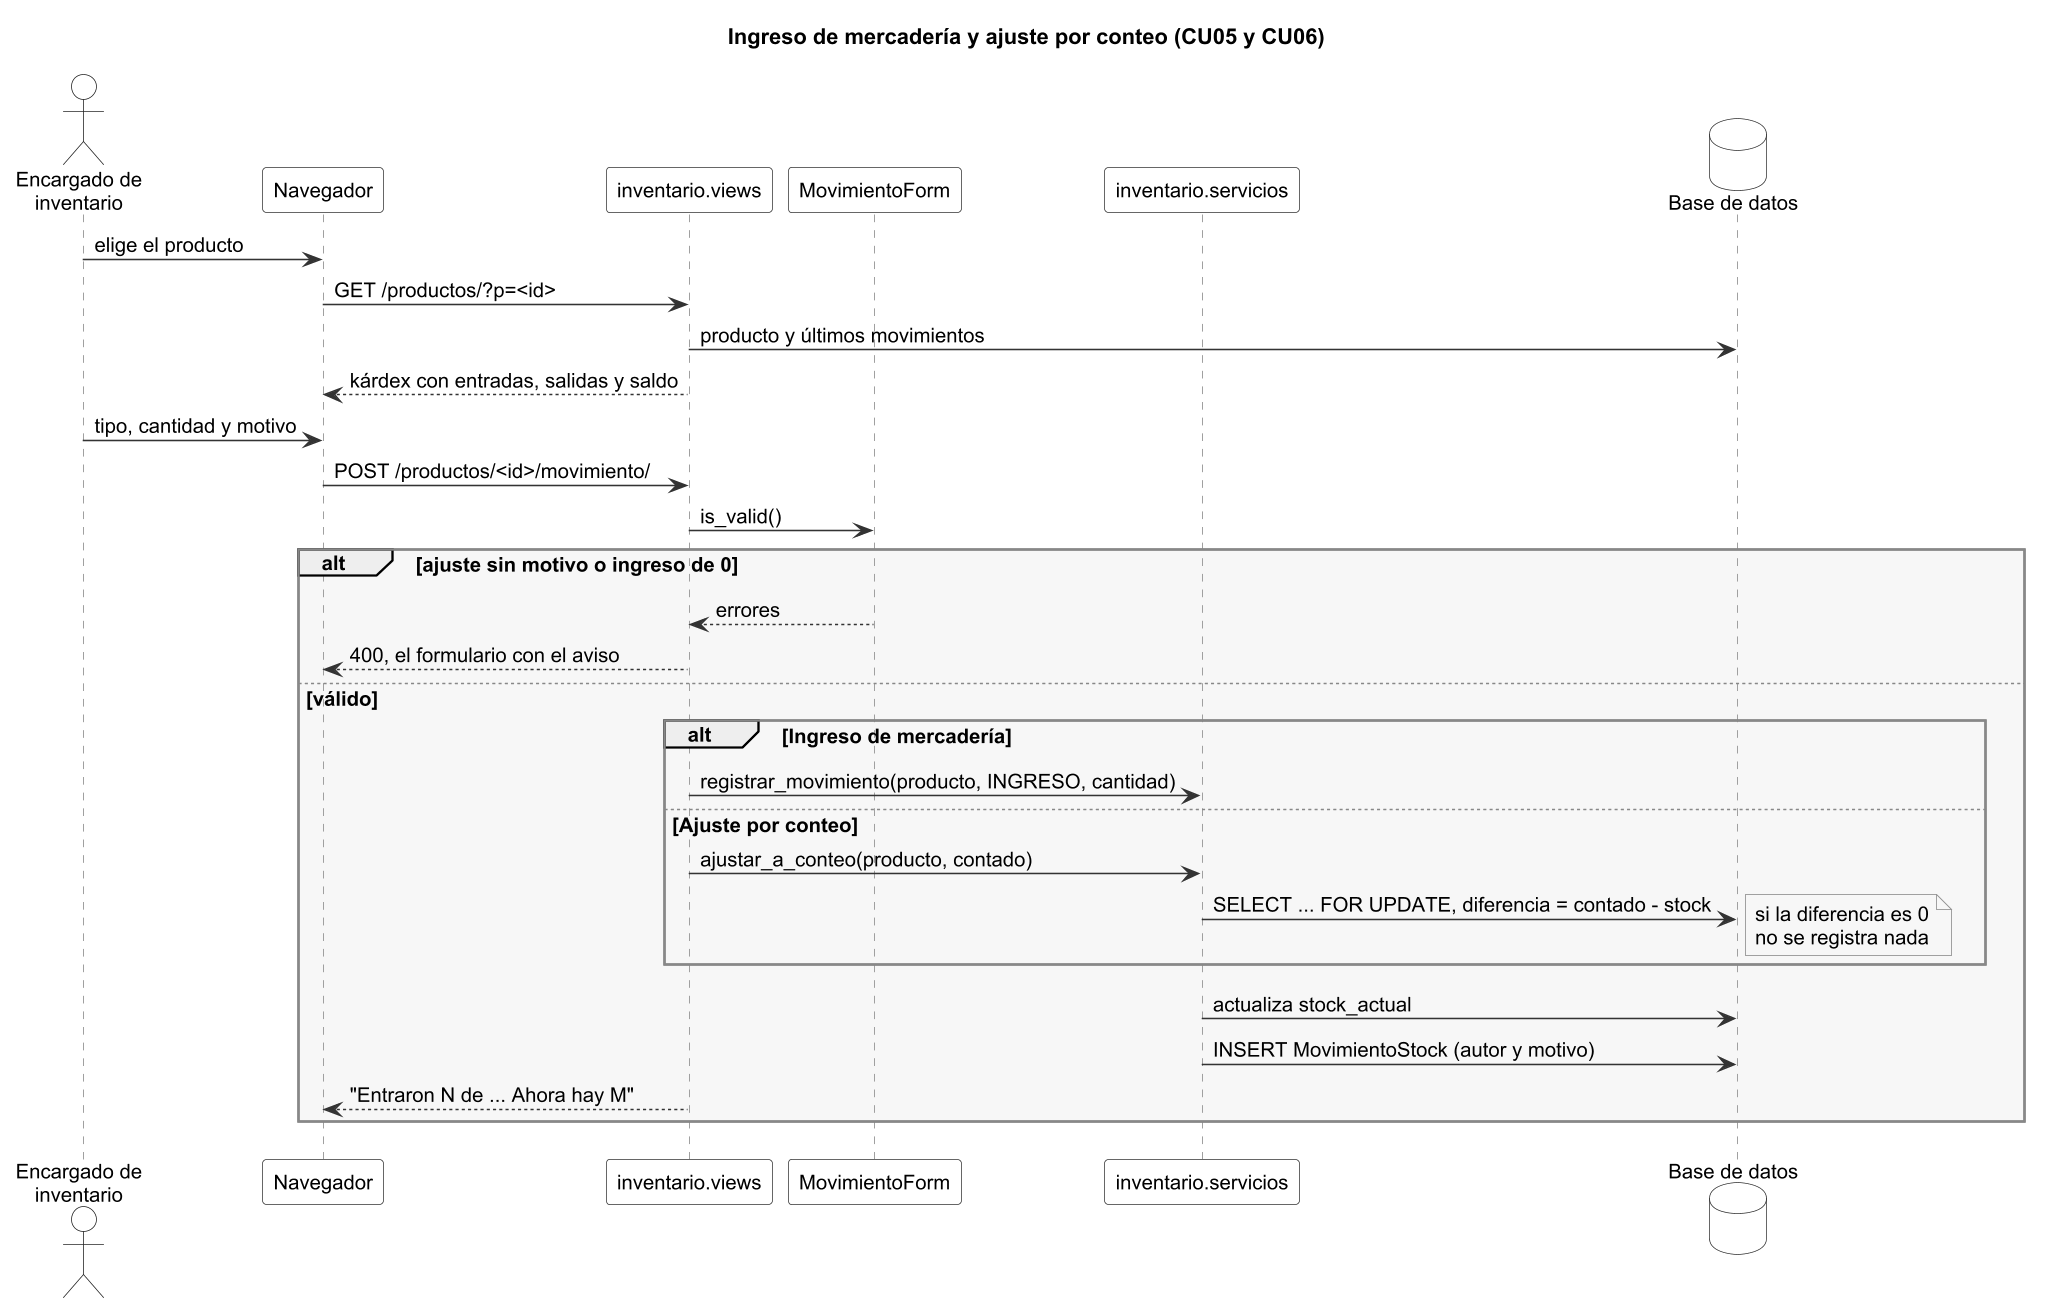 Ingreso de mercadería y ajuste por conteo (CU05 y CU06)
Encargado de
inventario
Navegador
inventario.views
MovimientoForm
inventario.servicios
Base de datos
elige el producto
GET /productos/?p=<id>
producto y últimos movimientos
kárdex con entradas, salidas y saldo
tipo, cantidad y motivo
POST /productos/<id>/movimiento/
is_valid()
alt [ajuste sin motivo o ingreso de 0]
errores
400, el formulario con el aviso
[válido]
alt [Ingreso de mercadería]
registrar_movimiento(producto, INGRESO, cantidad)
[Ajuste por conteo]
ajustar_a_conteo(producto, contado)
SELECT ... FOR UPDATE, diferencia = contado - stock
si la diferencia es 0
no se registra nada
actualiza stock_actual
INSERT MovimientoStock (autor y motivo)
"Entraron N de ... Ahora hay M"
Encargado de
inventario
Navegador
inventario.views
MovimientoForm
inventario.servicios
Base de datos